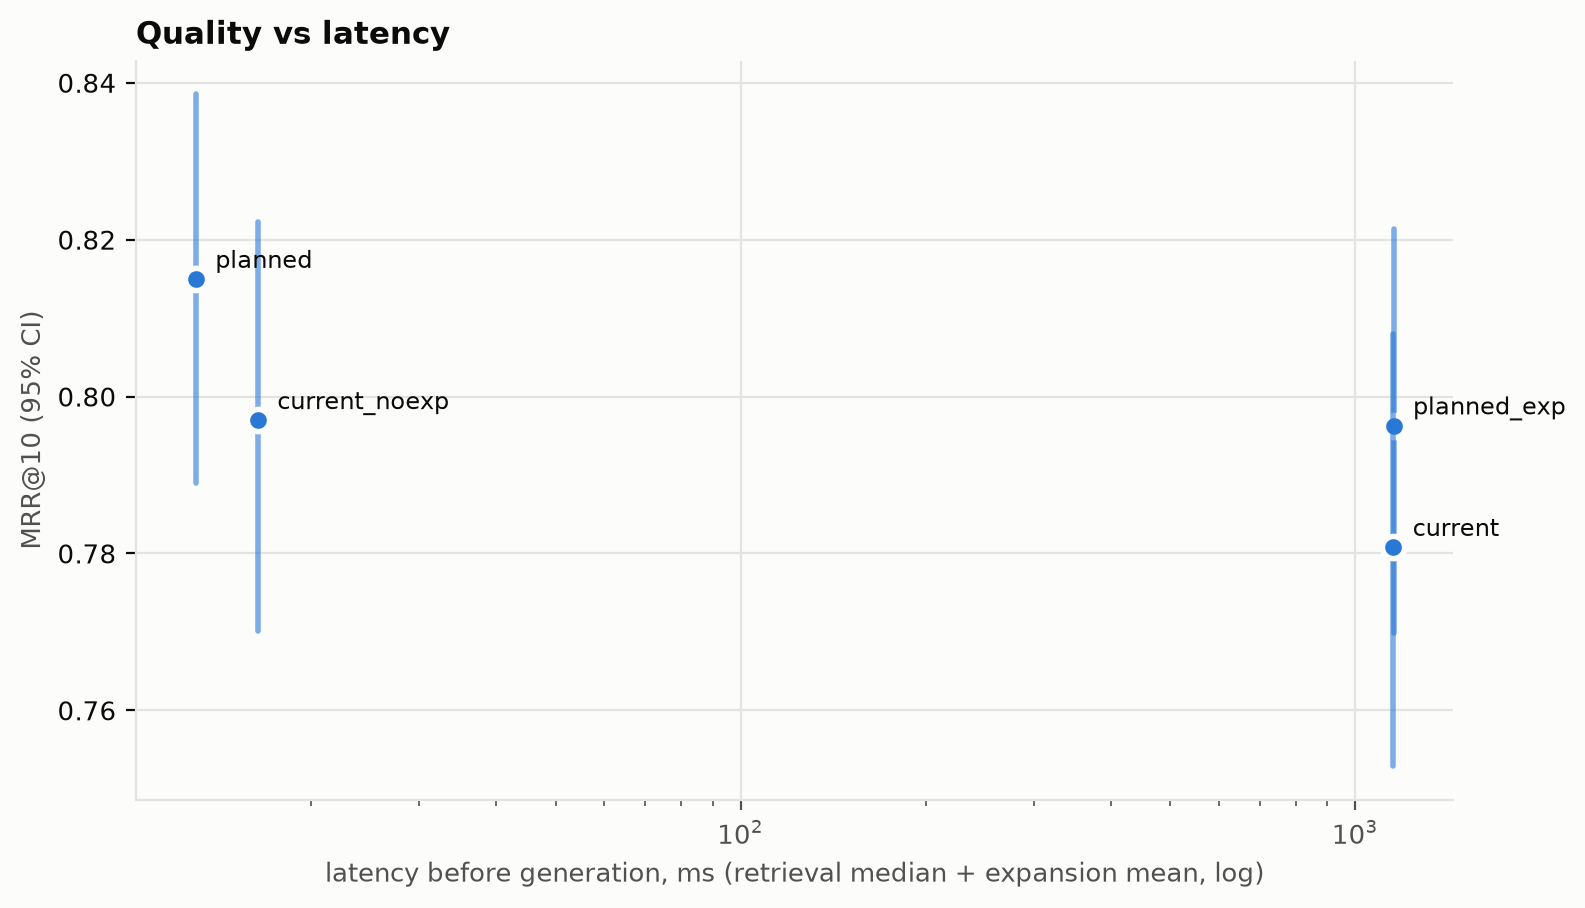 Quality vs latency
0.84
0.82
0.80
0.78
0.76
MRR@10 (95% CI)
planned
current_noexp
planned_exp
current
10²
10³
latency before generation, ms (retrieval median + expansion mean, log)